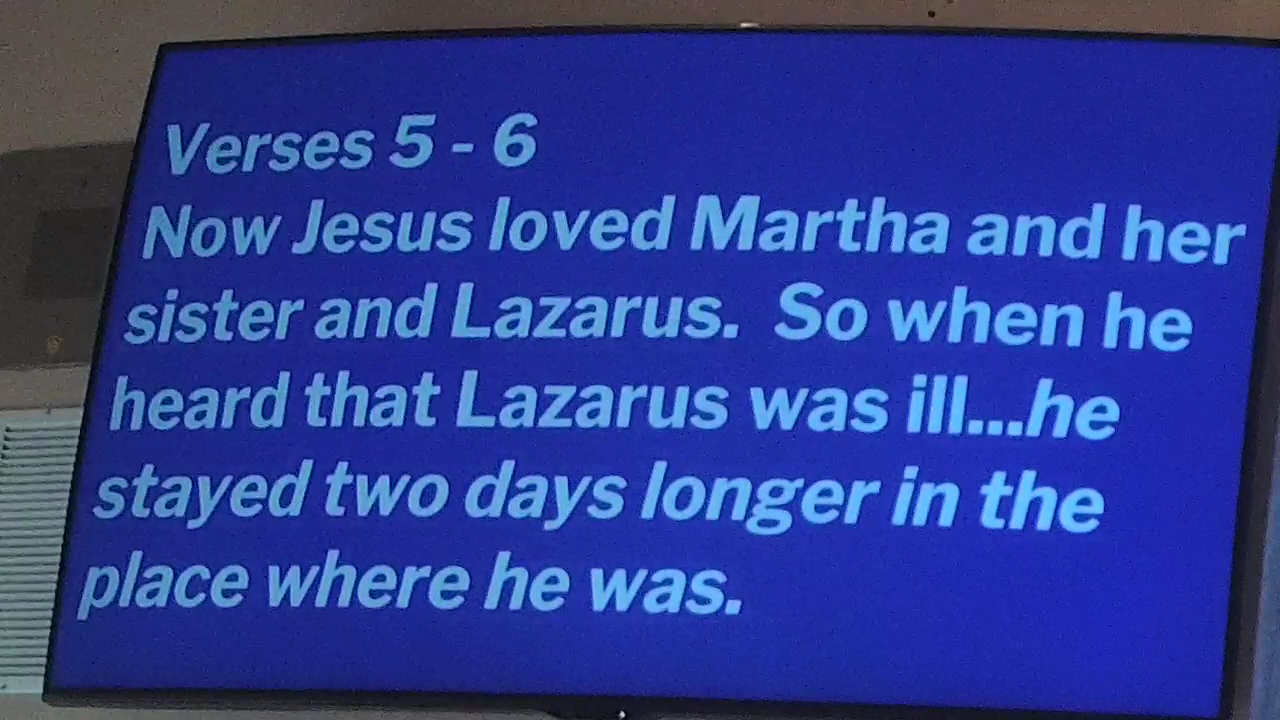 Verses 5 - 6
Now Jesus loved Martha and her
sister and Lazarus.  So when he
heard that Lazarus was ill...he
stayed two days longer in the
place where he was.